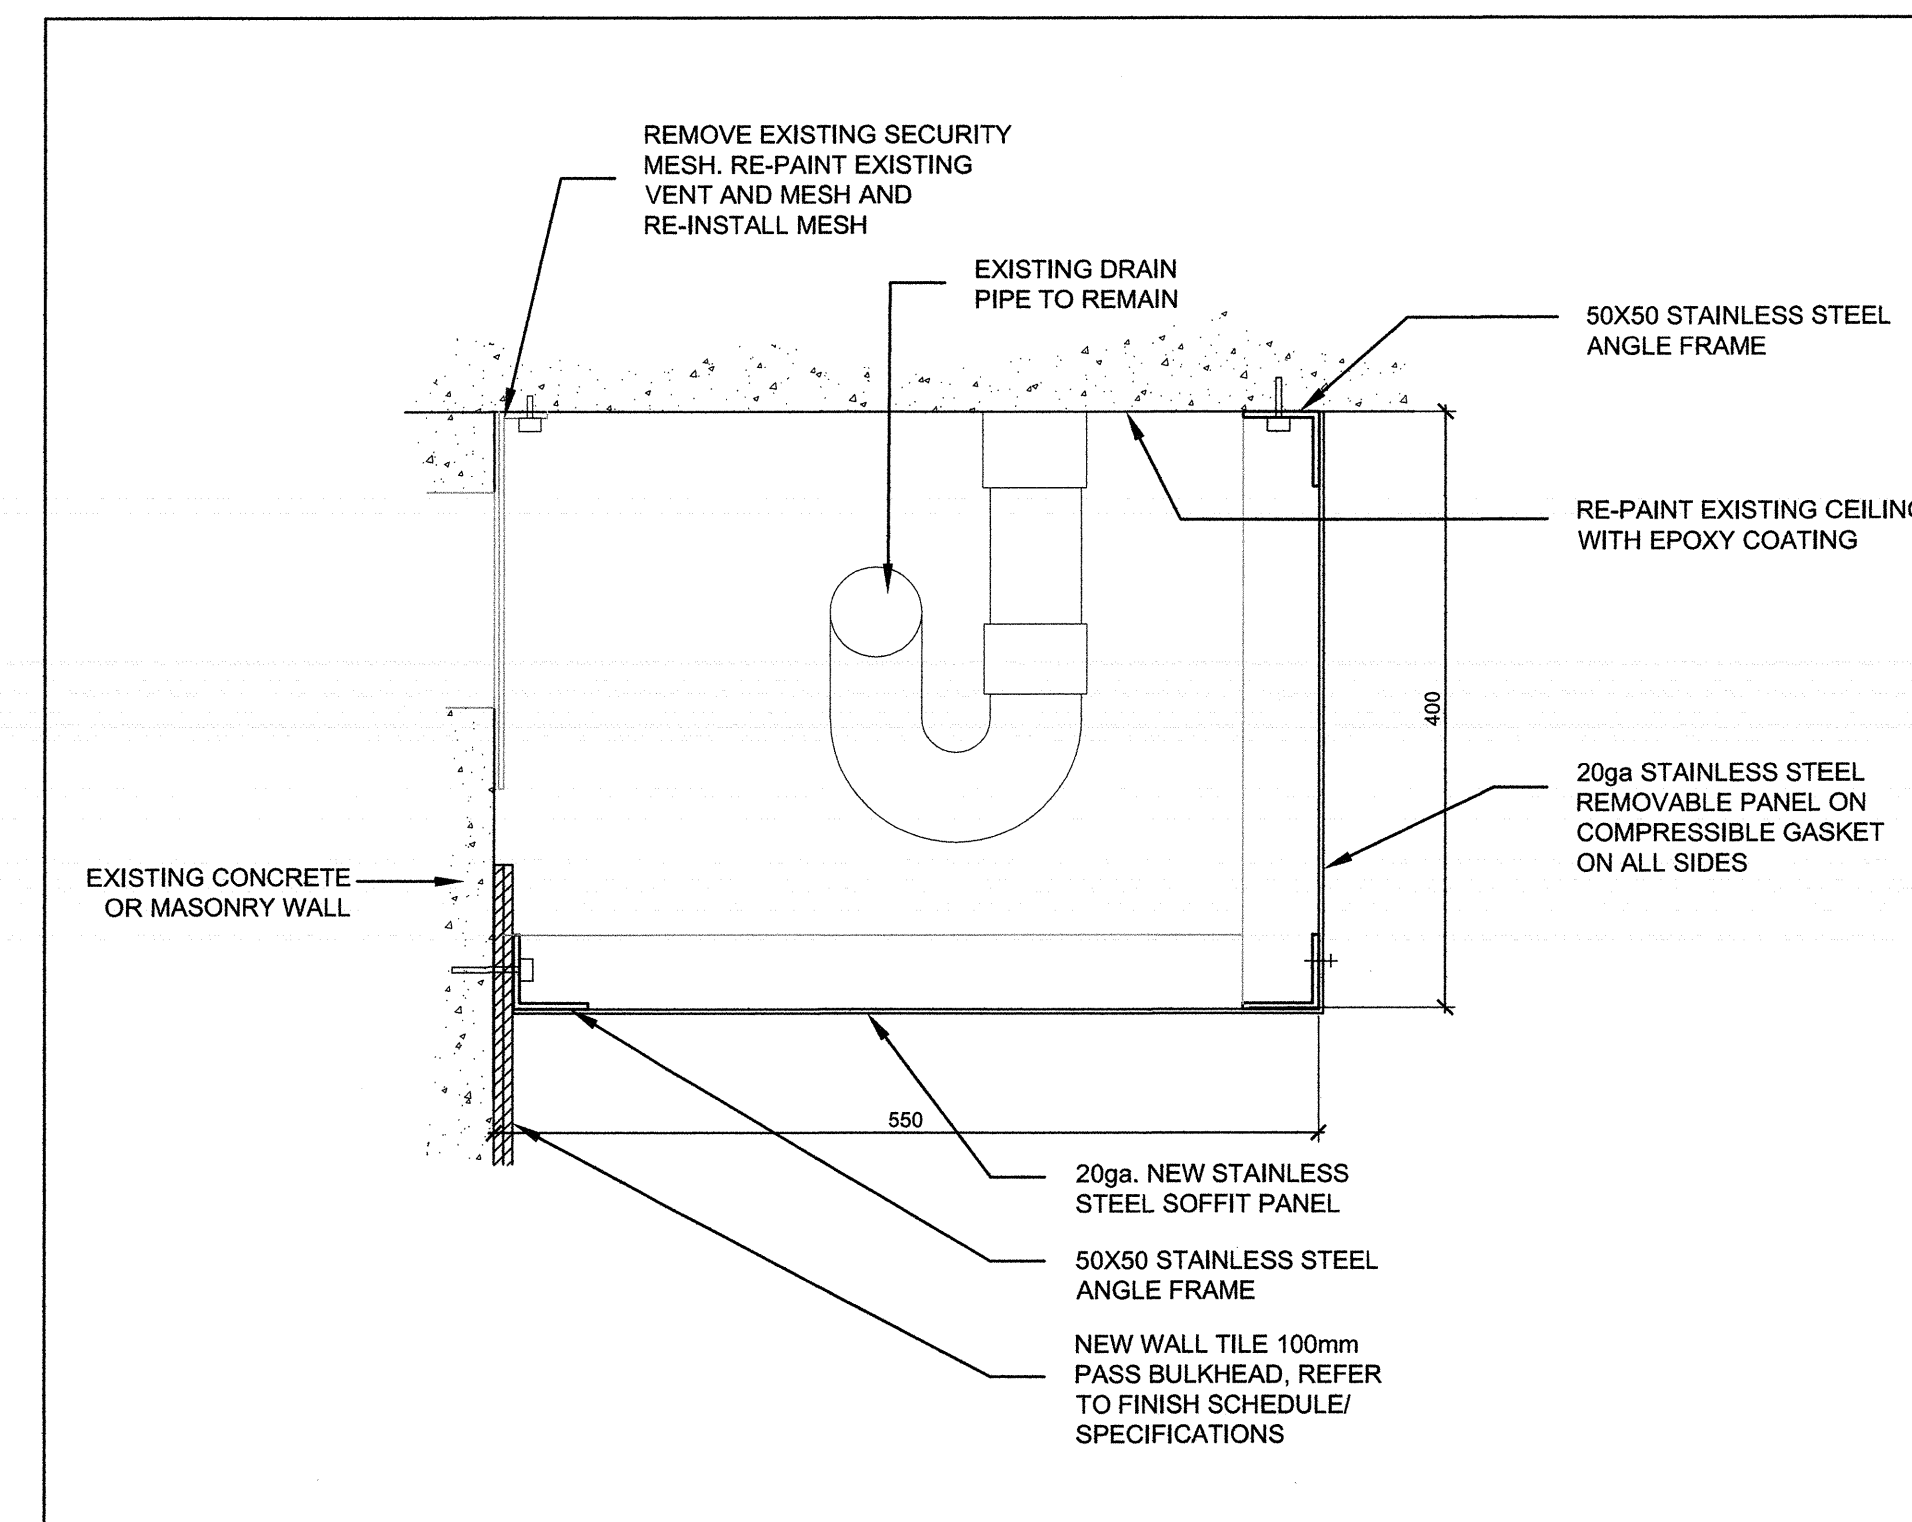 REMOVE EXISTING SECURITY
MESH. RE-PAINT EXISTING
VENT AND MESH AND
RE-INSTALL MESH
EXISTING DRAIN
PIPE TO REMAIN
50X50 STAINLESS STEEL
ANGLE FRAME
RE-PAINT EXISTING CEILING
WITH EPOXY COATING
400
20ga STAINLESS STEEL
REMOVABLE PANEL ON
COMPRESSIBLE GASKET
ON ALL SIDES
EXISTING CONCRETE
OR MASONRY WALL
550
20ga. NEW STAINLESS
STEEL SOFFIT PANEL
50X50 STAINLESS STEEL
ANGLE FRAME
NEW WALL TILE 100mm
PASS BULKHEAD, REFER
TO FINISH SCHEDULE/
SPECIFICATIONS